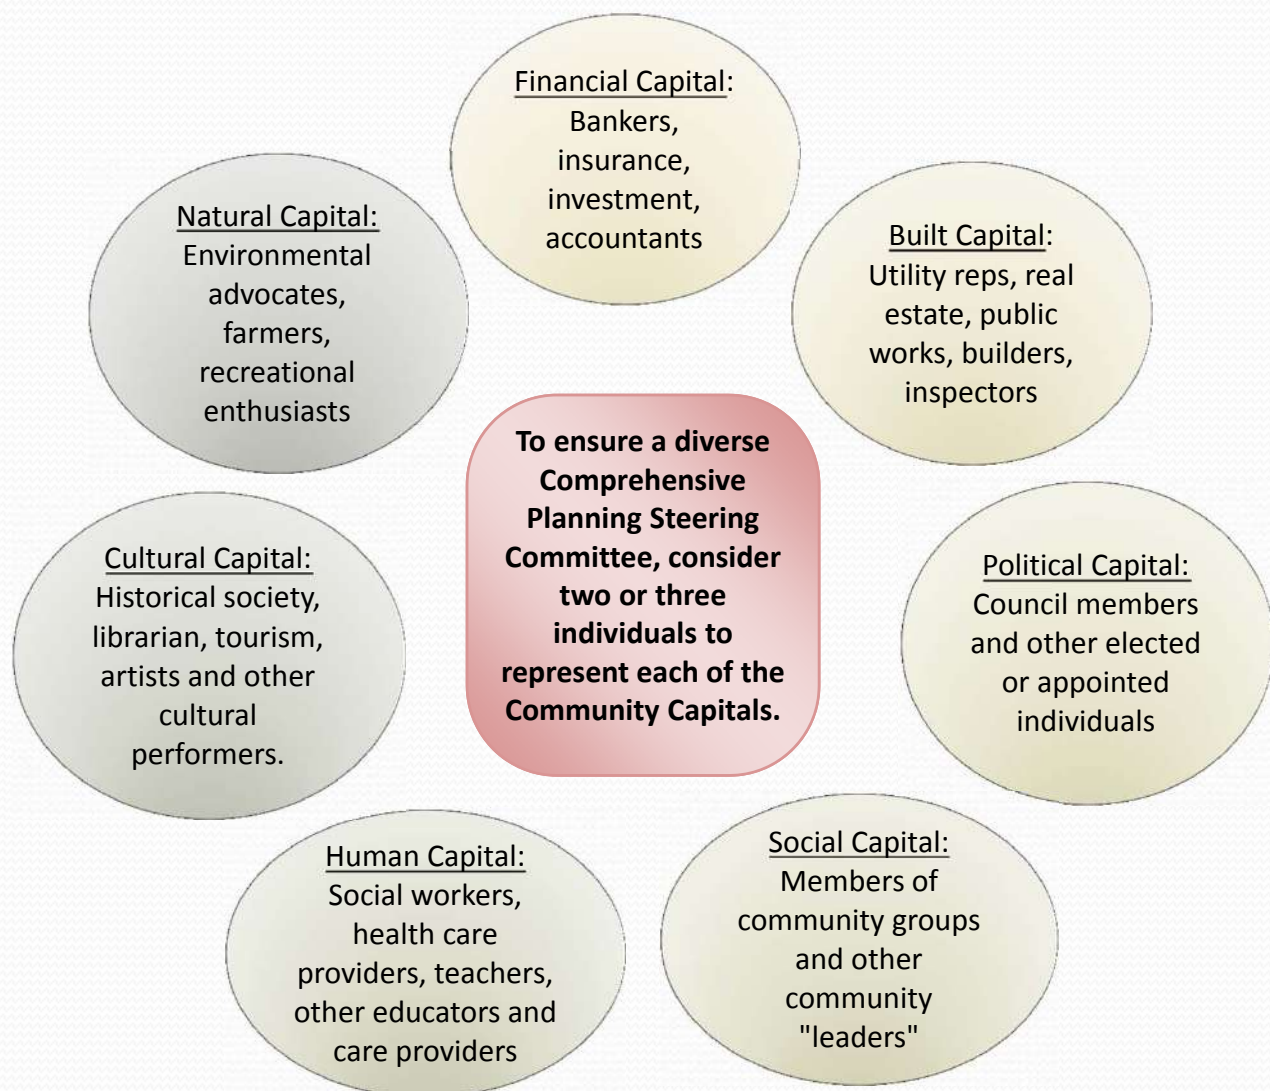 Financial Capital:
Bankers,
insurance,
investment,
accountants
Built Capital:
Utility reps, real
estate, public
works, builders,
inspectors
Political Capital:
Council members
and other elected
or appointed
individuals
Social Capital:
Members of
community groups
and other
community
"leaders"
Human Capital:
Social workers,
health care
providers, teachers,
other educators and
care providers
Cultural Capital:
Historical society,
librarian, tourism,
artists and other
cultural
performers.
Natural Capital:
Environmental
advocates,
farmers,
recreational
enthusiasts
To ensure a diverse
Comprehensive
Planning Steering
Committee, consider
two or three
individuals to
represent each of the
Community Capitals.